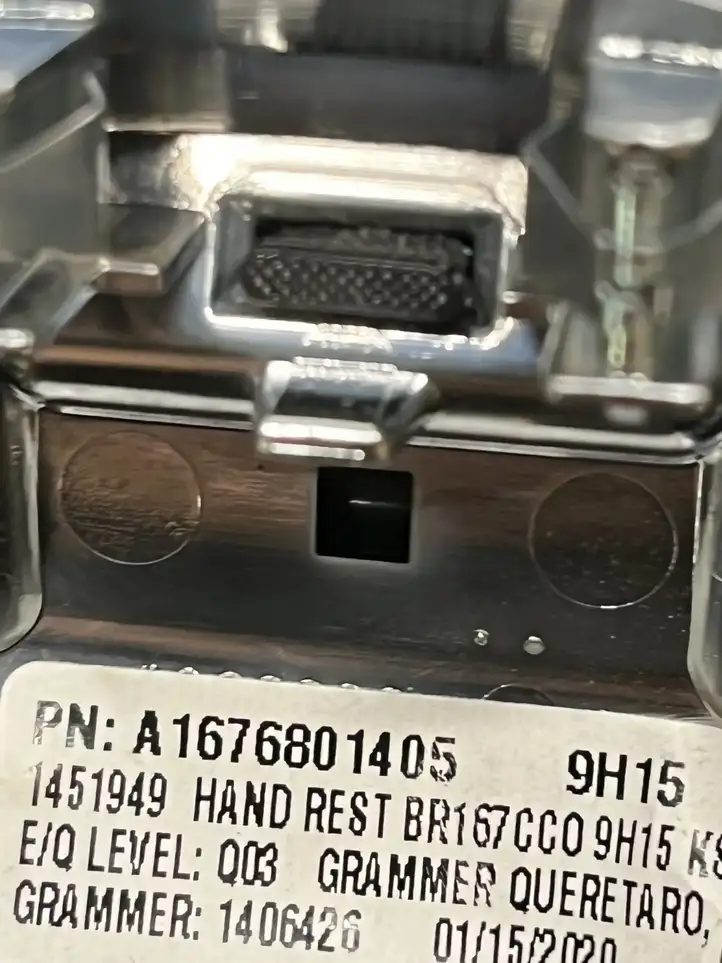 PN: A1676801405 9H15
1451949 HAND REST BR167CCO 9H15
E/Q LEVEL: Q03 GRAMMER QUERETARO,
GRAMMER: 1406426 01/15/2020